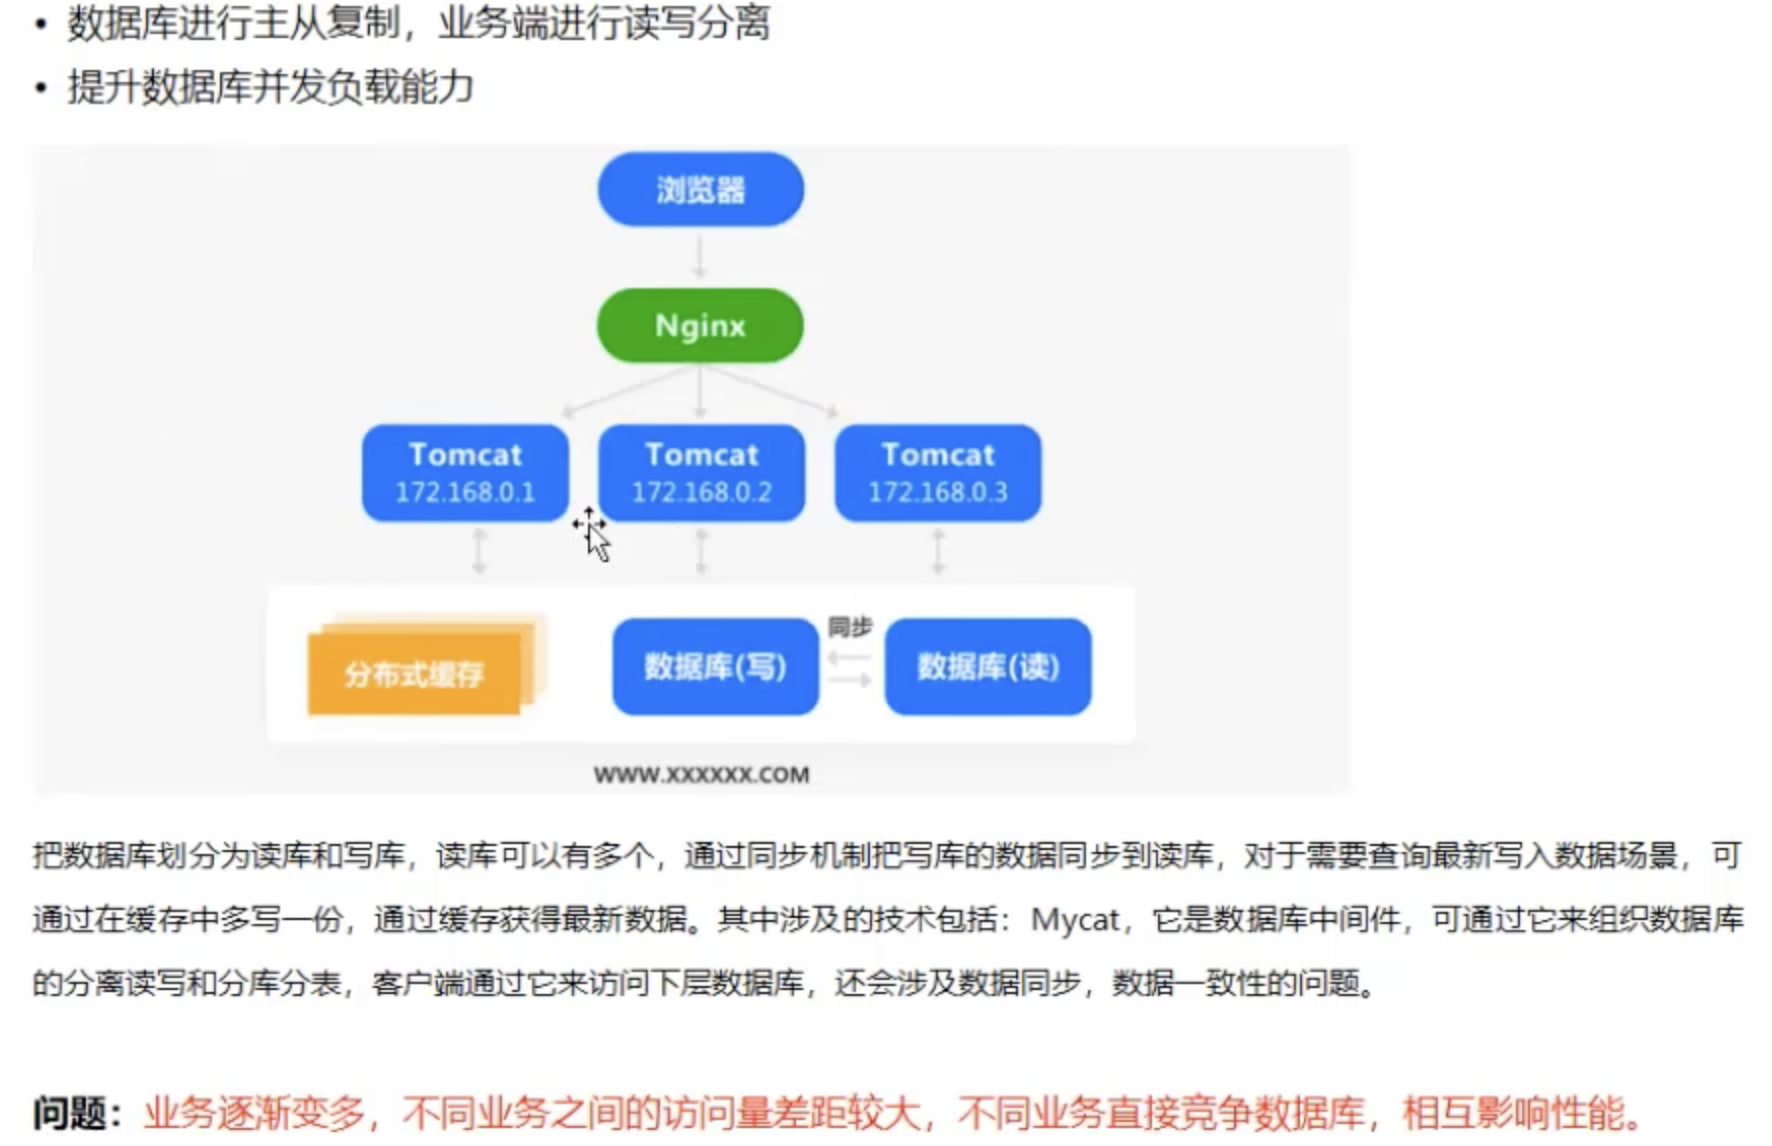 • 数据库进行主从复制，业务端进行读写分离
• 提升数据库并发负载能力
浏览器
Nginx
Tomcat
172.168.0.1
Tomcat
172.168.0.2
Tomcat
172.168.0.3
分布式缓存
数据库(写)
同步
数据库(读)
WWW.XXXXXX.COM
把数据库划分为读库和写库，读库可以有多个，通过同步机制把写库的数据同步到读库，对于需要查询最新写入数据场景，可
通过在缓存中多写一份，通过缓存获得最新数据。其中涉及的技术包括：Mycat，它是数据库中间件，可通过它来组织数据库
的分离读写和分库分表，客户端通过它来访问下层数据库，还会涉及数据同步，数据一致性的问题。
问题：业务逐渐变多，不同业务之间的访问量差距较大，不同业务直接竞争数据库，相互影响性能。